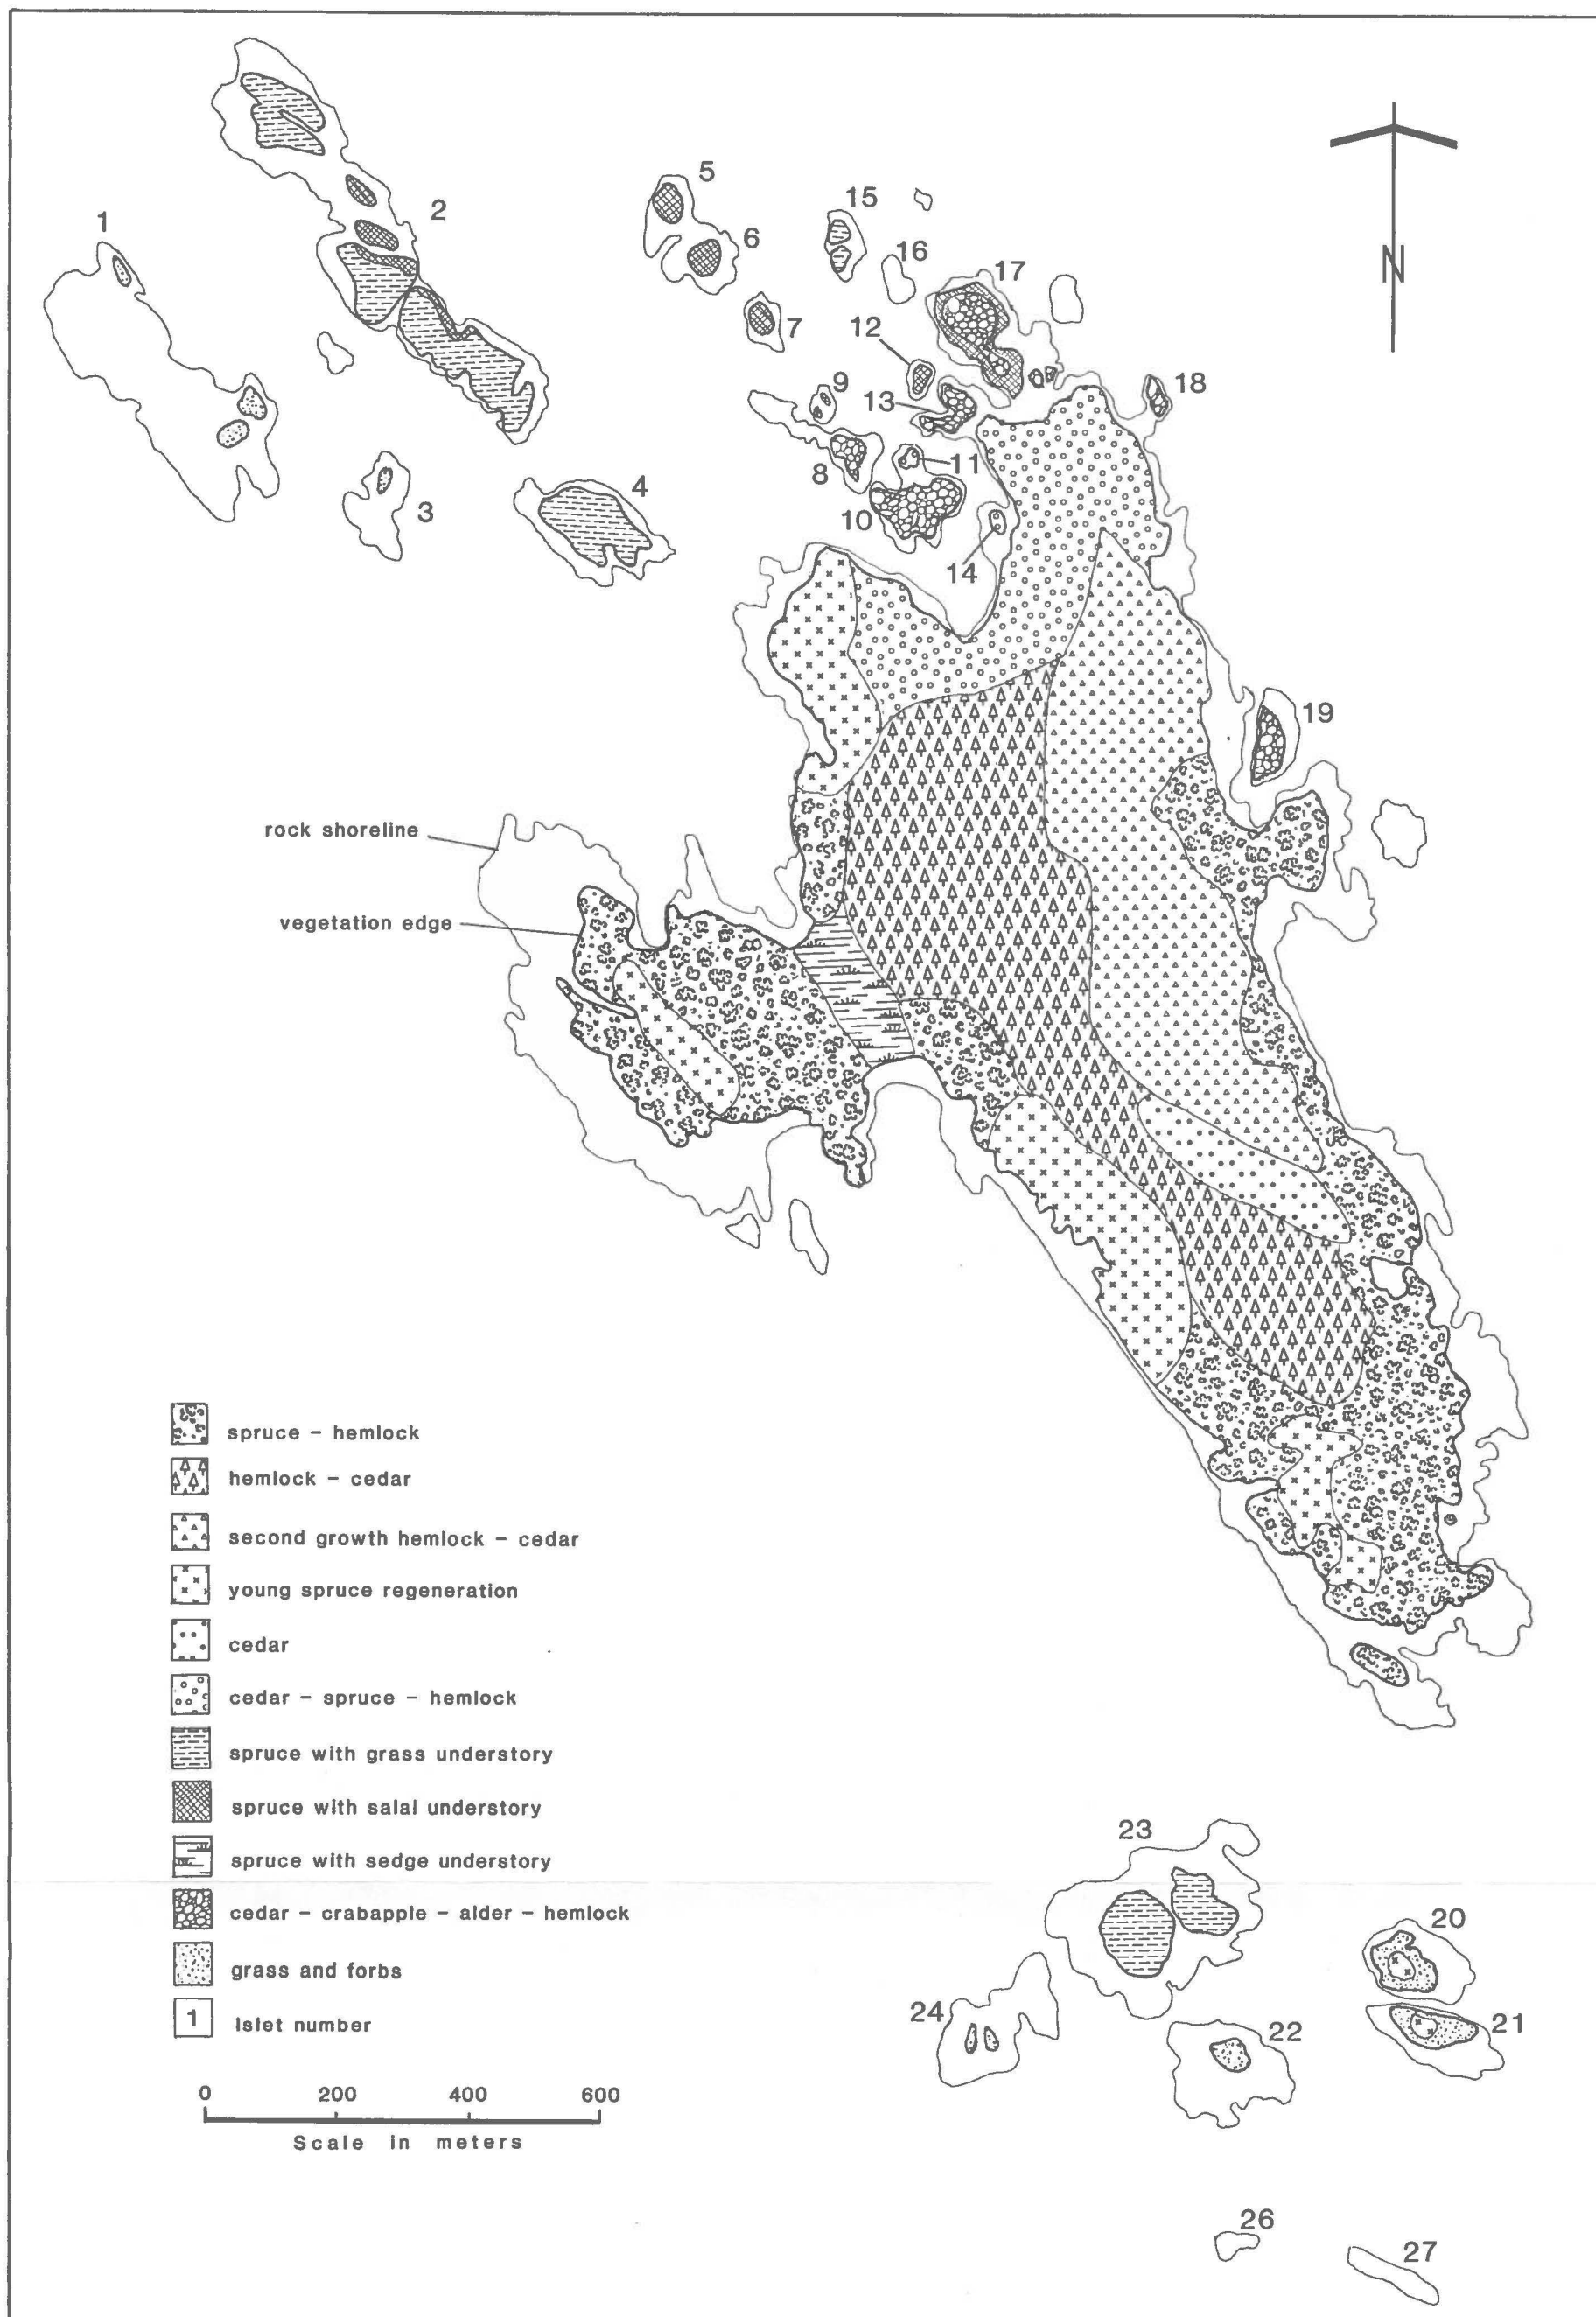 1
2
3
4
5
6
7
8
9
10
11
12
13
14
15
16
17
18
19
N
rock shoreline
vegetation edge
spruce – hemlock
hemlock – cedar
second growth hemlock – cedar
young spruce regeneration
cedar
cedar – spruce – hemlock
spruce with grass understory
spruce with salal understory
spruce with sedge understory
cedar – crabapple – alder – hemlock
grass and forbs
1 Islet number
0 200 400 600
Scale in meters
23
20
24
22
21
26
27